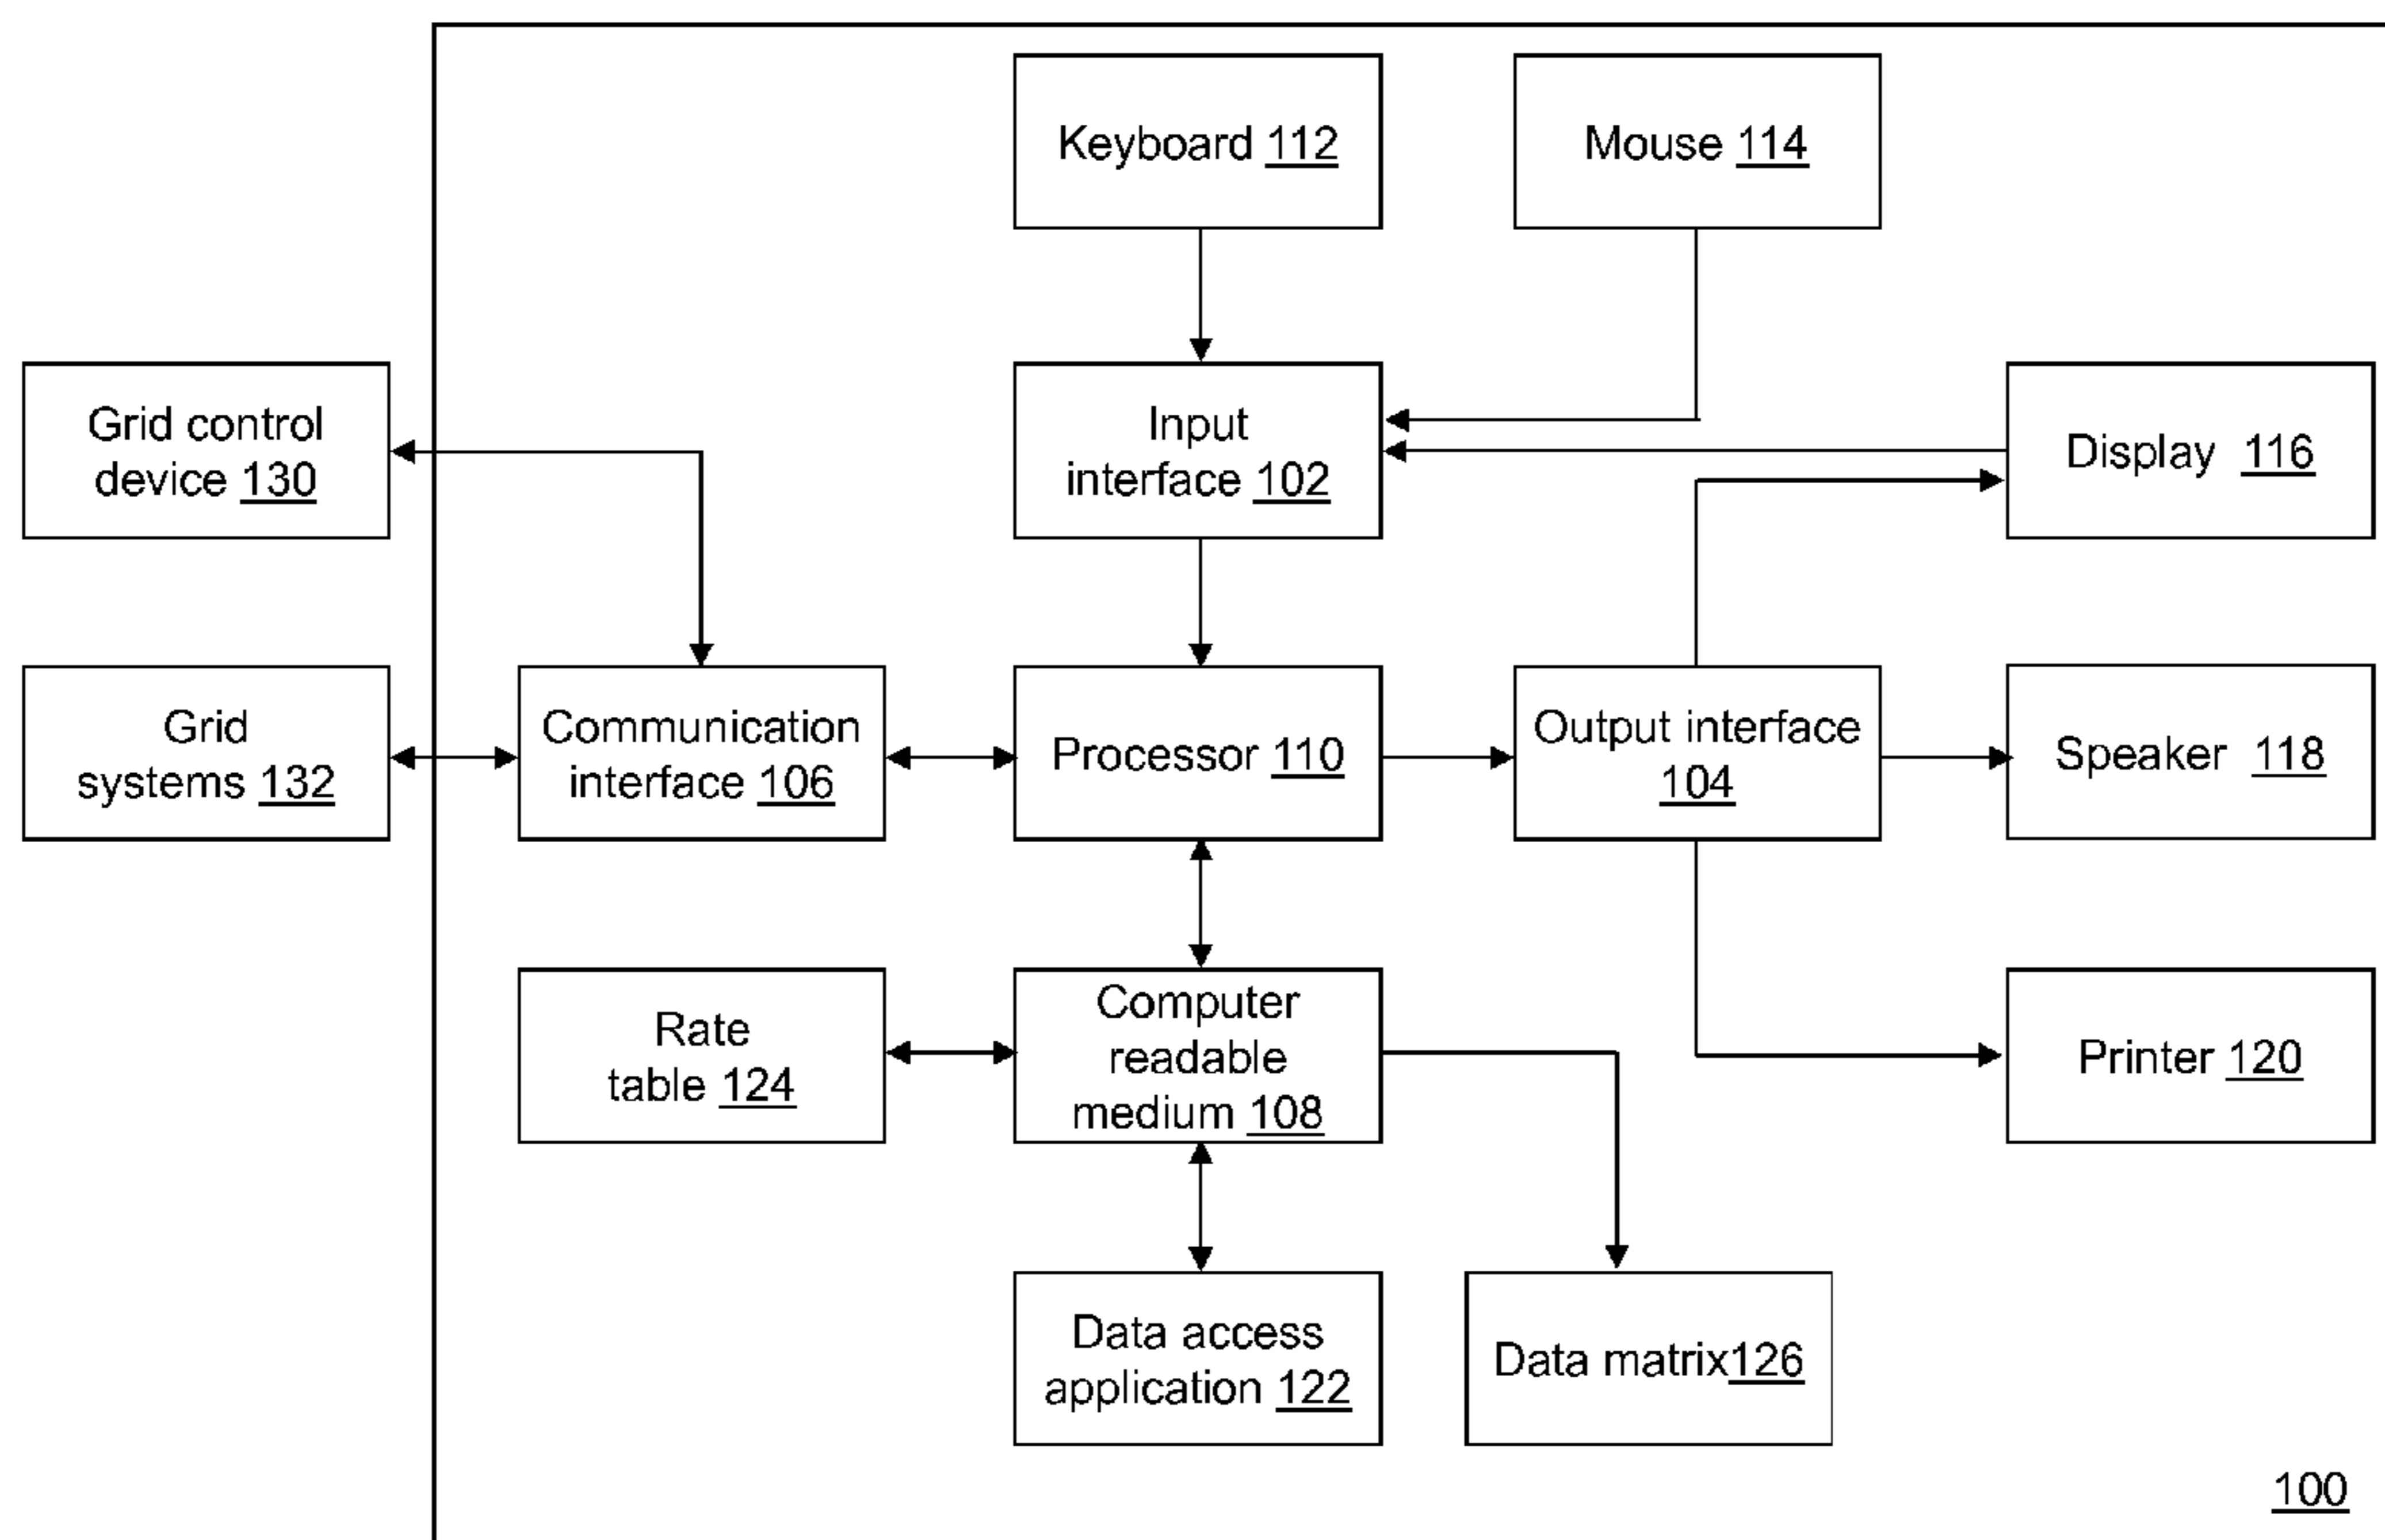 Keyboard 112
Mouse 114
Grid control
device 130
Input
interface 102
Display 116
Grid
systems 132
Communication
interface 106
Processor 110
Output interface
104
Speaker 118
Rate
table 124
Computer
readable
medium 108
Printer 120
Data access
application 122
Data matrix126
100